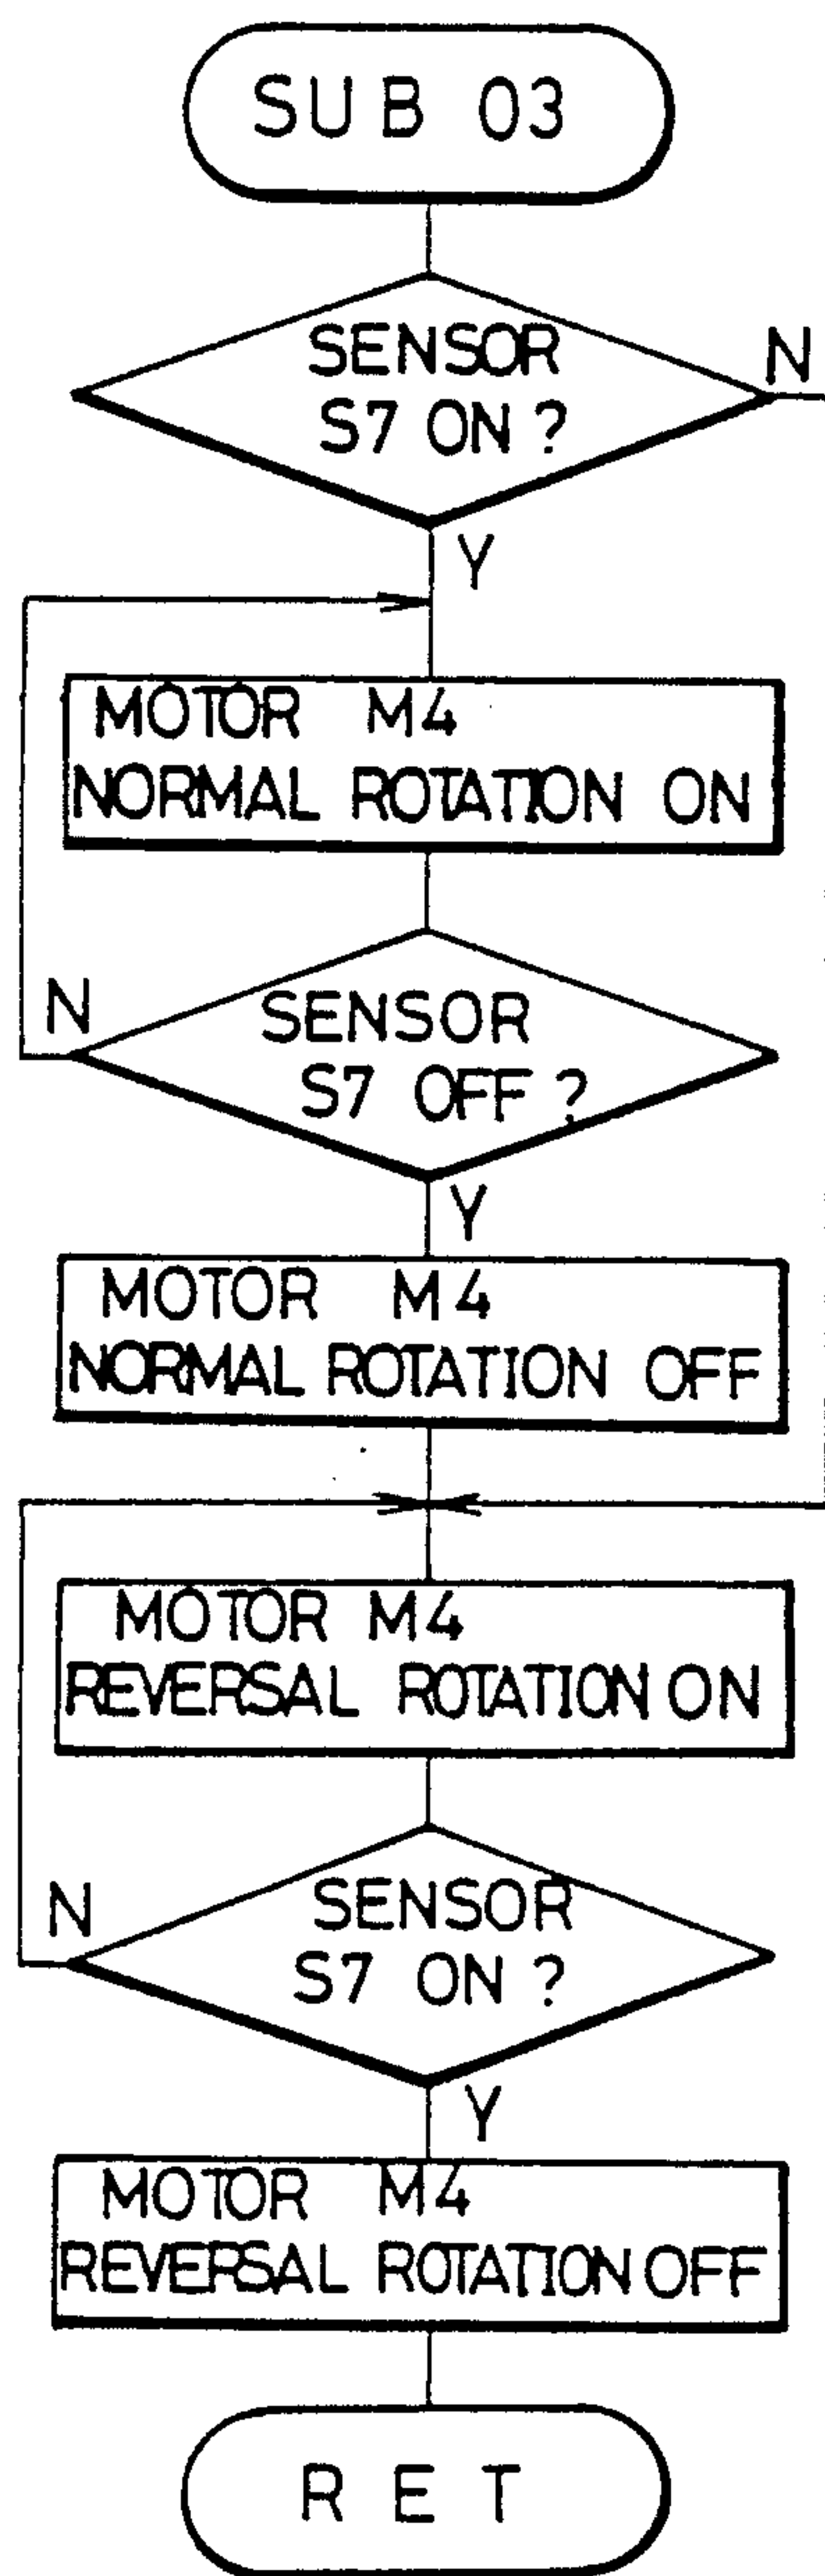 SUB 03
SENSOR
S7 ON ?
N
Y
MOTOR M4
NORMAL ROTATION ON
N
SENSOR
S7 OFF ?
Y
MOTOR M4
NORMAL ROTATION OFF
MOTOR M4
REVERSAL ROTATION ON
N
SENSOR
S7 ON ?
Y
MOTOR M4
REVERSAL ROTATION OFF
RET